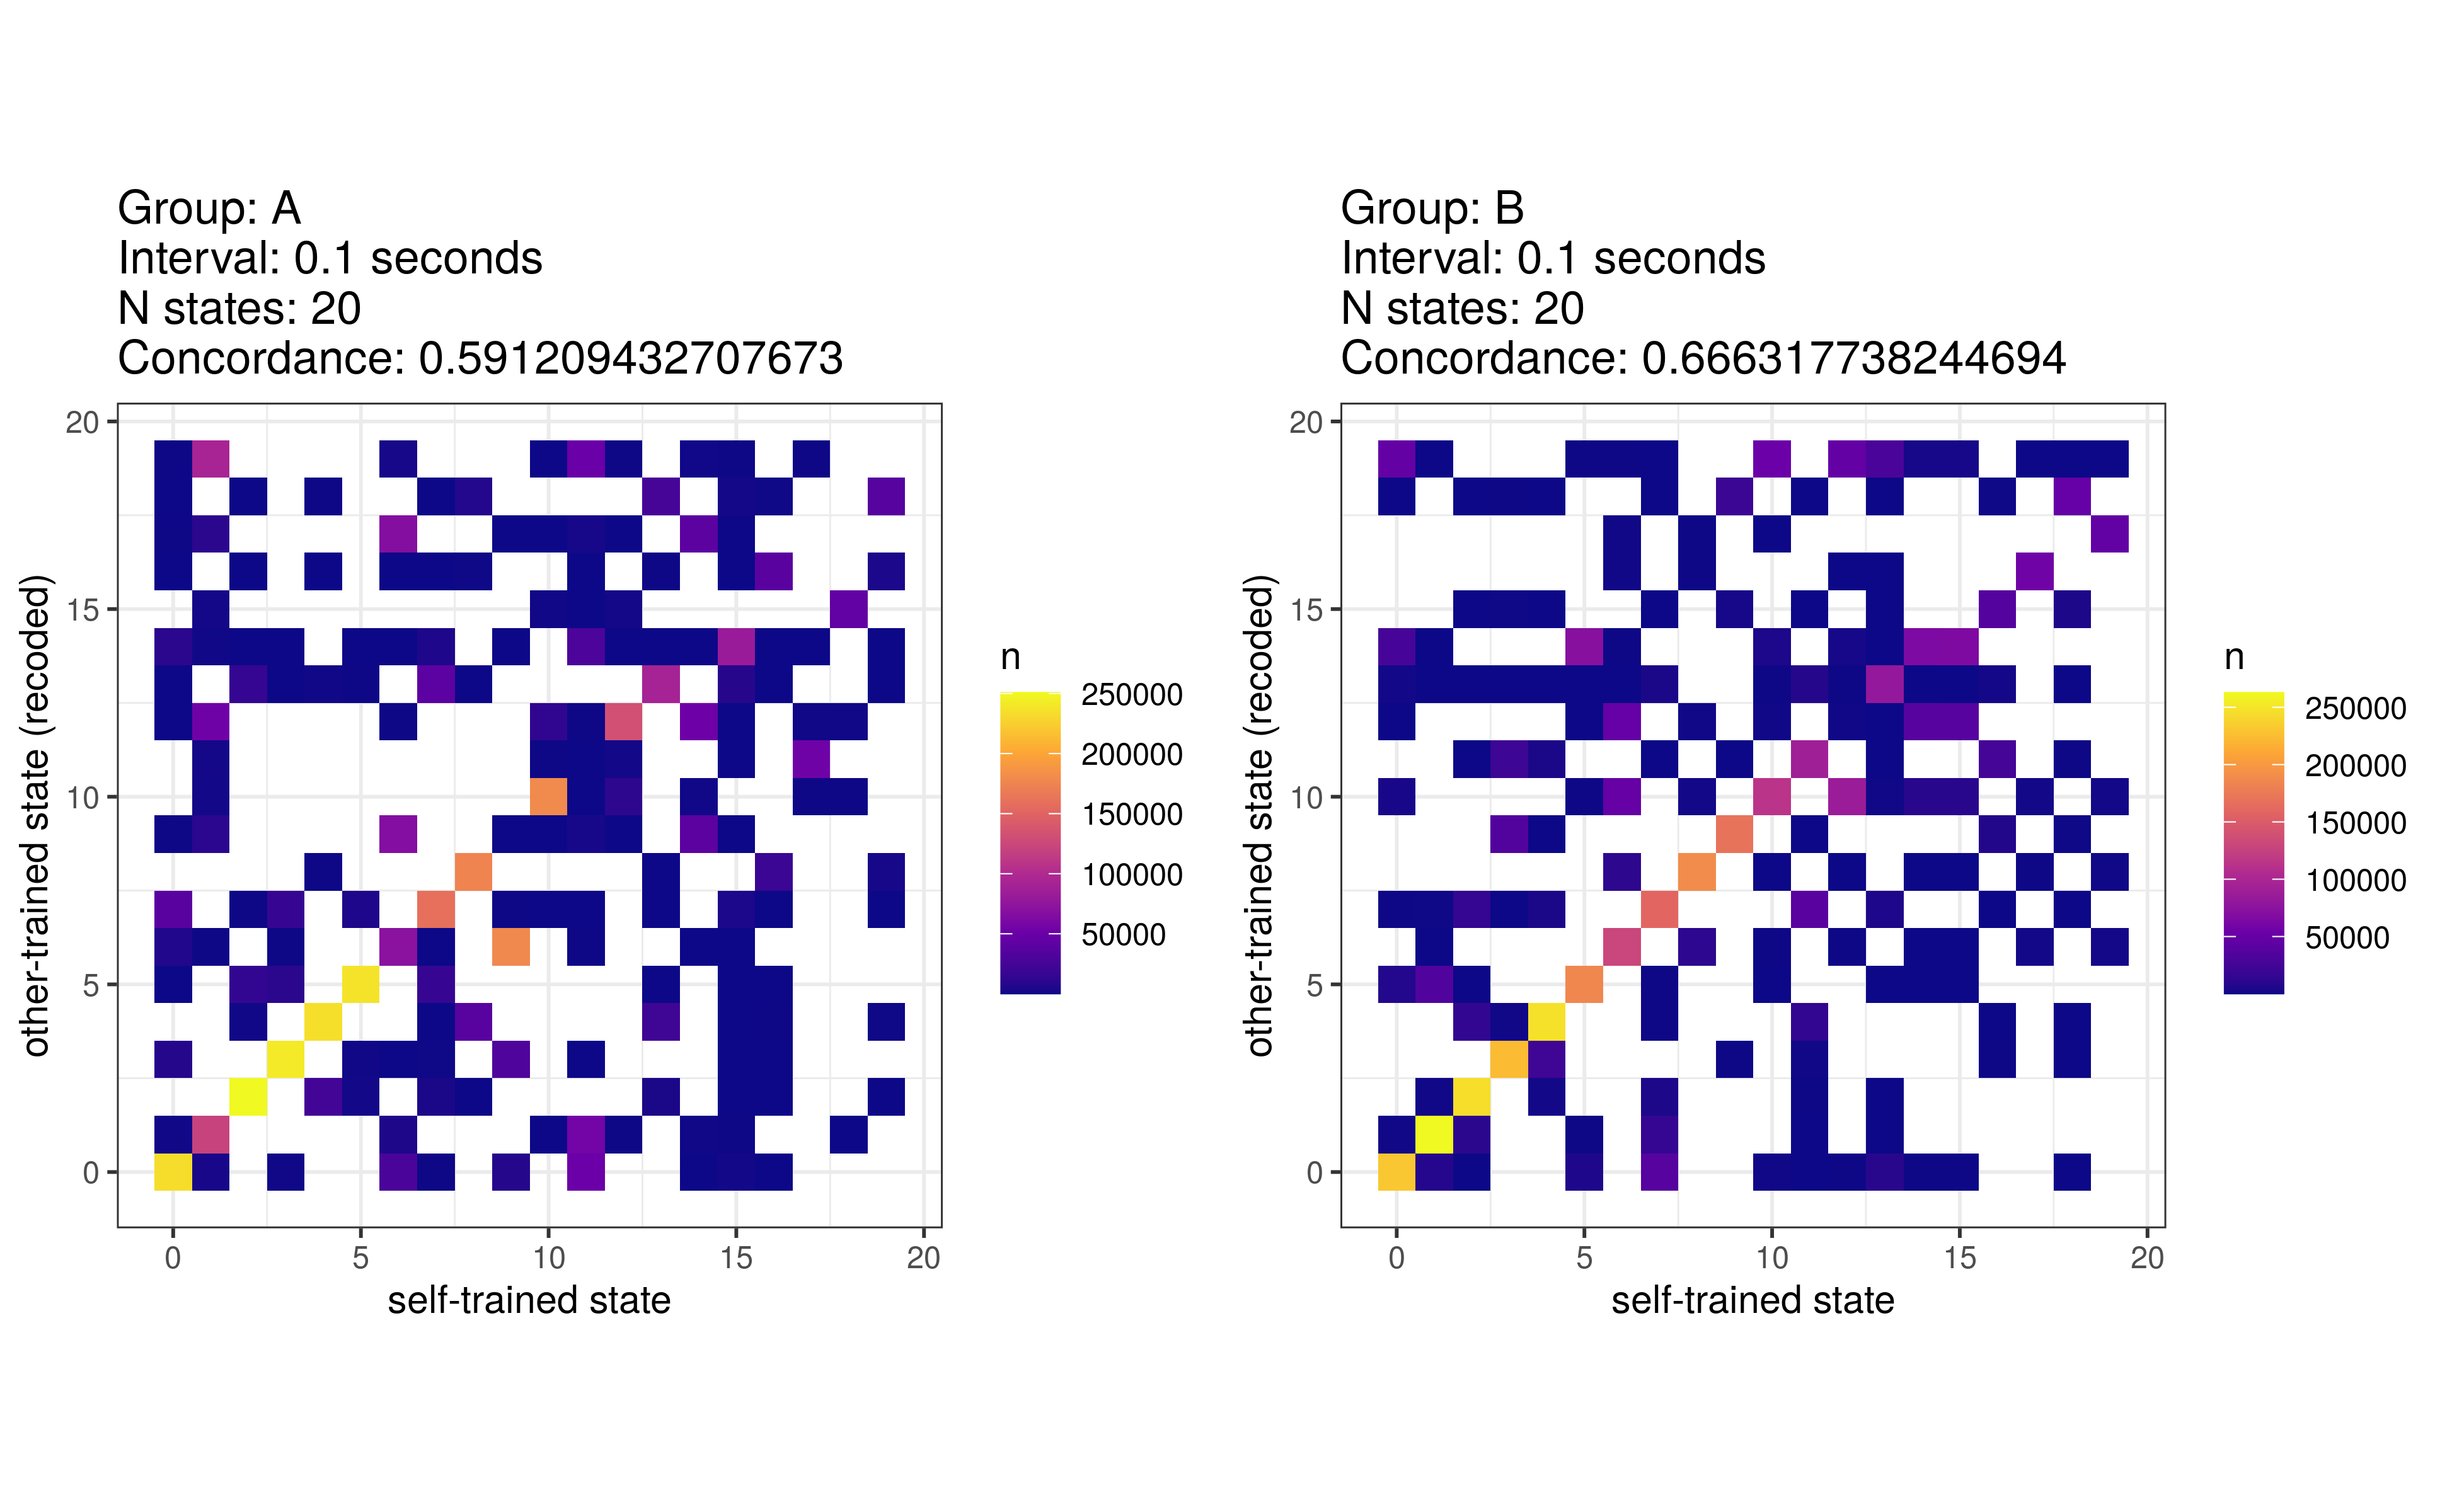 Group: A
Interval: 0.1 seconds
N states: 20
Concordance: 0.591209432707673
20
15
10
5
0
0 5 10 15 20
other-trained state (recoded)
self-trained state
n
250000
200000
150000
100000
50000
Group: B
Interval: 0.1 seconds
N states: 20
Concordance: 0.666317738244694
20
15
10
5
0
0 5 10 15 20
other-trained state (recoded)
self-trained state
n
250000
200000
150000
100000
50000